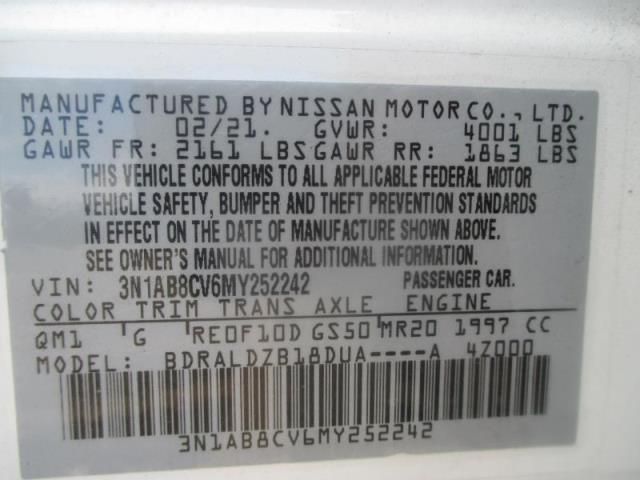 MANUFACTURED BY NISSAN MOTOR CO., LTD.
DATE: 02/21. GVWR: 4001 LBS
GAWR FR: 2161 LBS GAWR RR: 1863 LBS
THIS VEHICLE CONFORMS TO ALL APPLICABLE FEDERAL MOTOR
VEHICLE SAFETY, BUMPER AND THEFT PREVENTION STANDARDS
IN EFFECT ON THE DATE OF MANUFACTURE SHOWN ABOVE.
SEE OWNER'S MANUAL FOR ADDITIONAL INFORMATION.
VIN: 3N1AB8CV6MY252242 PASSENGER CAR.
COLOR TRIM TRANS AXLE ENGINE
QM1 G RE0F10D GS50 MR20 1997 CC
MODEL: BDRALDZB18DUA----A 4Z000
3N1AB8CV6MY252242